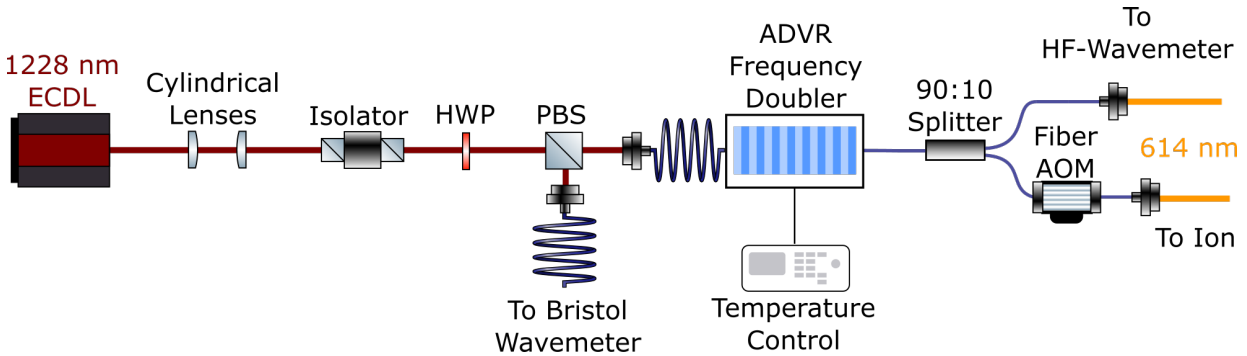 1228 nm
ECDL
Cylindrical
Lenses
Isolator
HWP
PBS
To Bristol
Wavemeter
ADVR
Frequency
Doubler
Temperature
Control
90:10
Splitter
Fiber
AOM
To
HF-Wavemeter
614 nm
To Ion